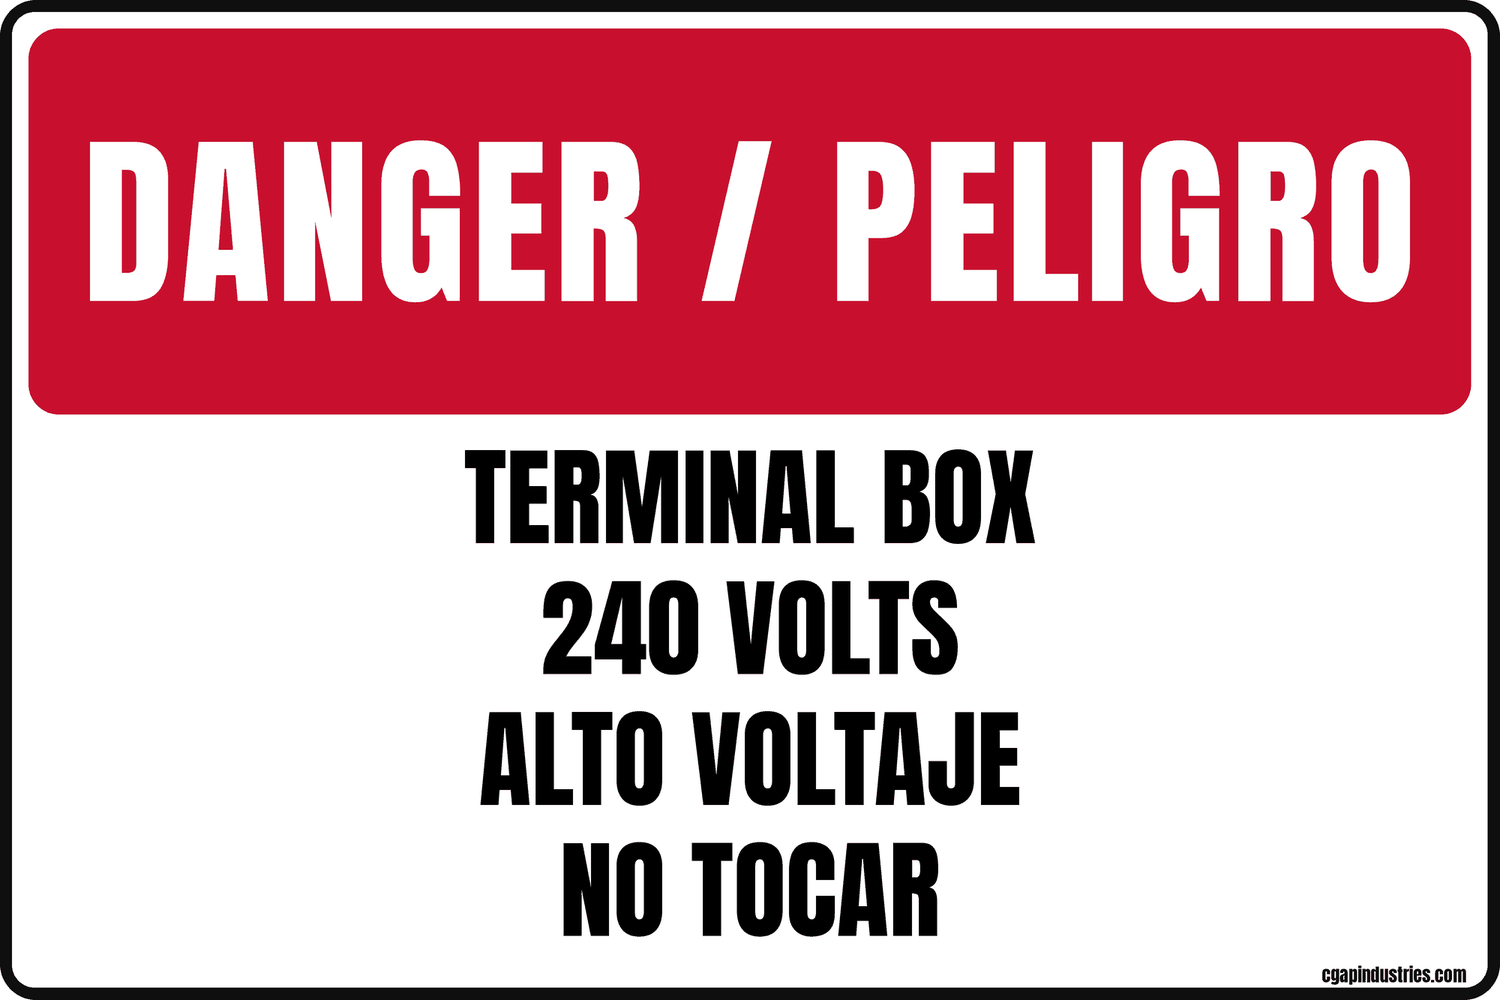 DANGER / PELIGRO
TERMINAL BOX
240 VOLTS
ALTO VOLTAJE
NO TOCAR
cgapindustries.com